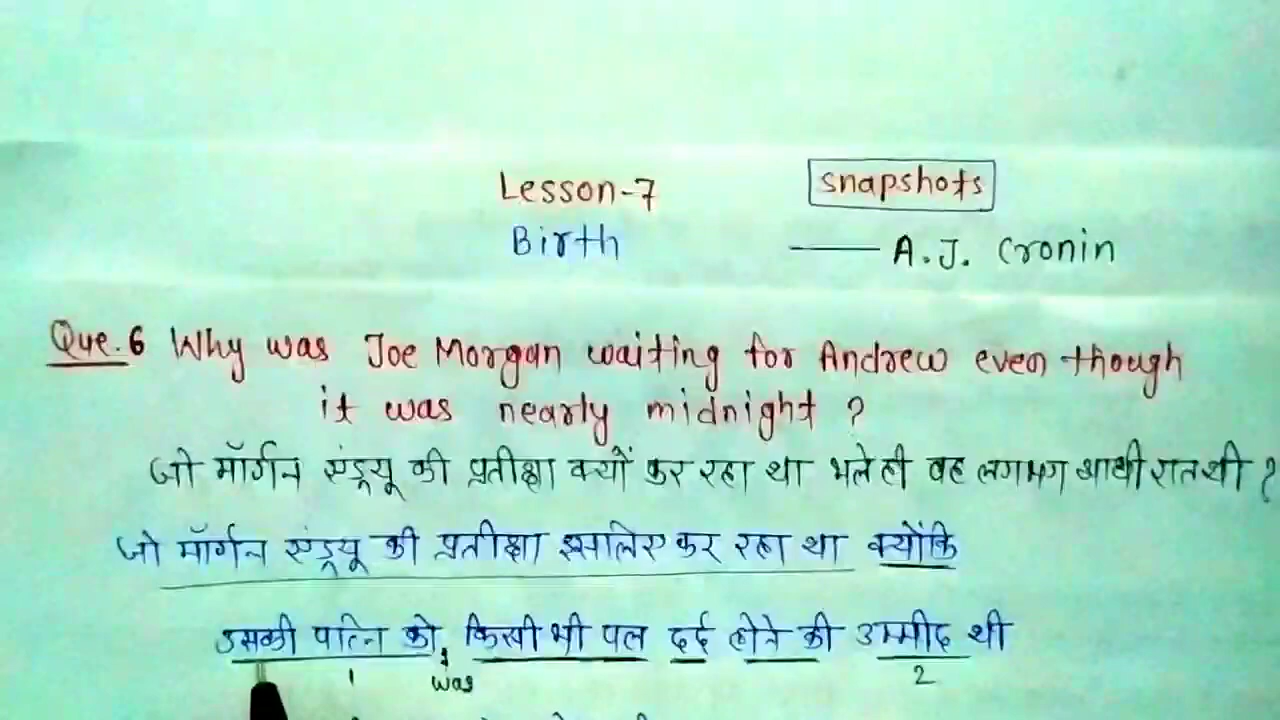 Lesson-7
snapshots
Birth
A.J. Cronin
Que.6 Why was Joe Morgan waiting for Andrew even though
it was nearly midnight ?
जो मॉर्गन एंड्र्यू की प्रतीक्षा क्यों कर रहा था भले ही वह लगभग आधी रात थी ?
जो मॉर्गन एंड्र्यू की प्रतीक्षा इसलिए कर रहा था क्योंकि
उसकी पत्नि को, किसी भी पल दर्द होने की उम्मीद थी
1 was 2